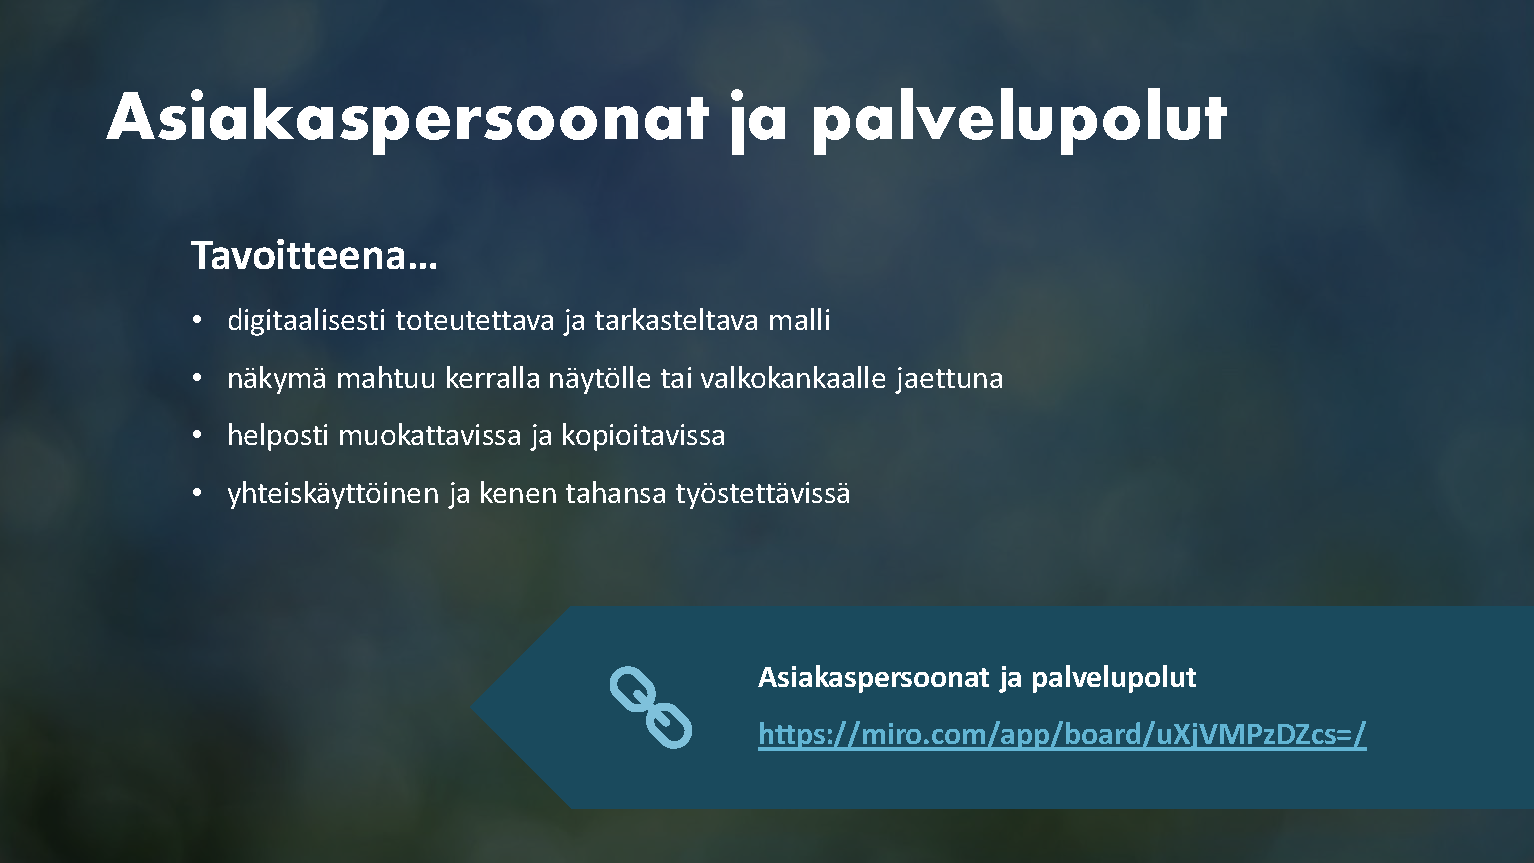 Asiakaspersoonat ja palvelupolut
Tavoitteena…
• digitaalisesti toteutettava ja tarkasteltava malli
• näkymä mahtuu kerralla näytölle tai valkokankaalle jaettuna
• helposti muokattavissa ja kopioitavissa
• yhteiskäyttöinen ja kenen tahansa työstettävissä
Asiakaspersoonat ja palvelupolut
https://miro.com/app/board/uXjVMPzDZcs=/